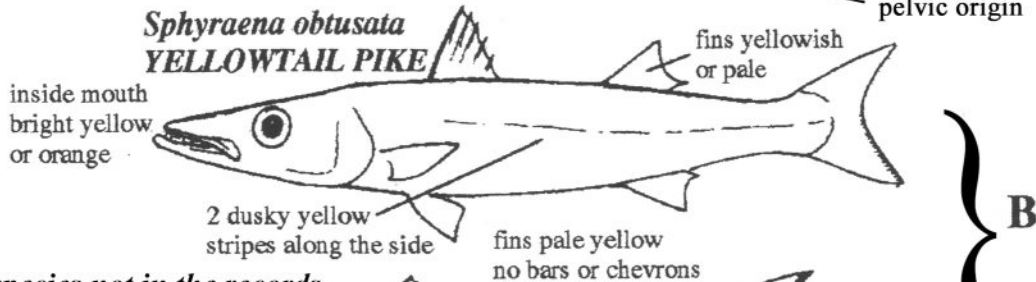 pelvic origin
Sphyraena obtusata
YELLOWTAIL PIKE
fins yellowish
or pale
inside mouth
bright yellow
or orange
2 dusky yellow
stripes along the side
fins pale yellow
no bars or chevrons
B
species not in the records